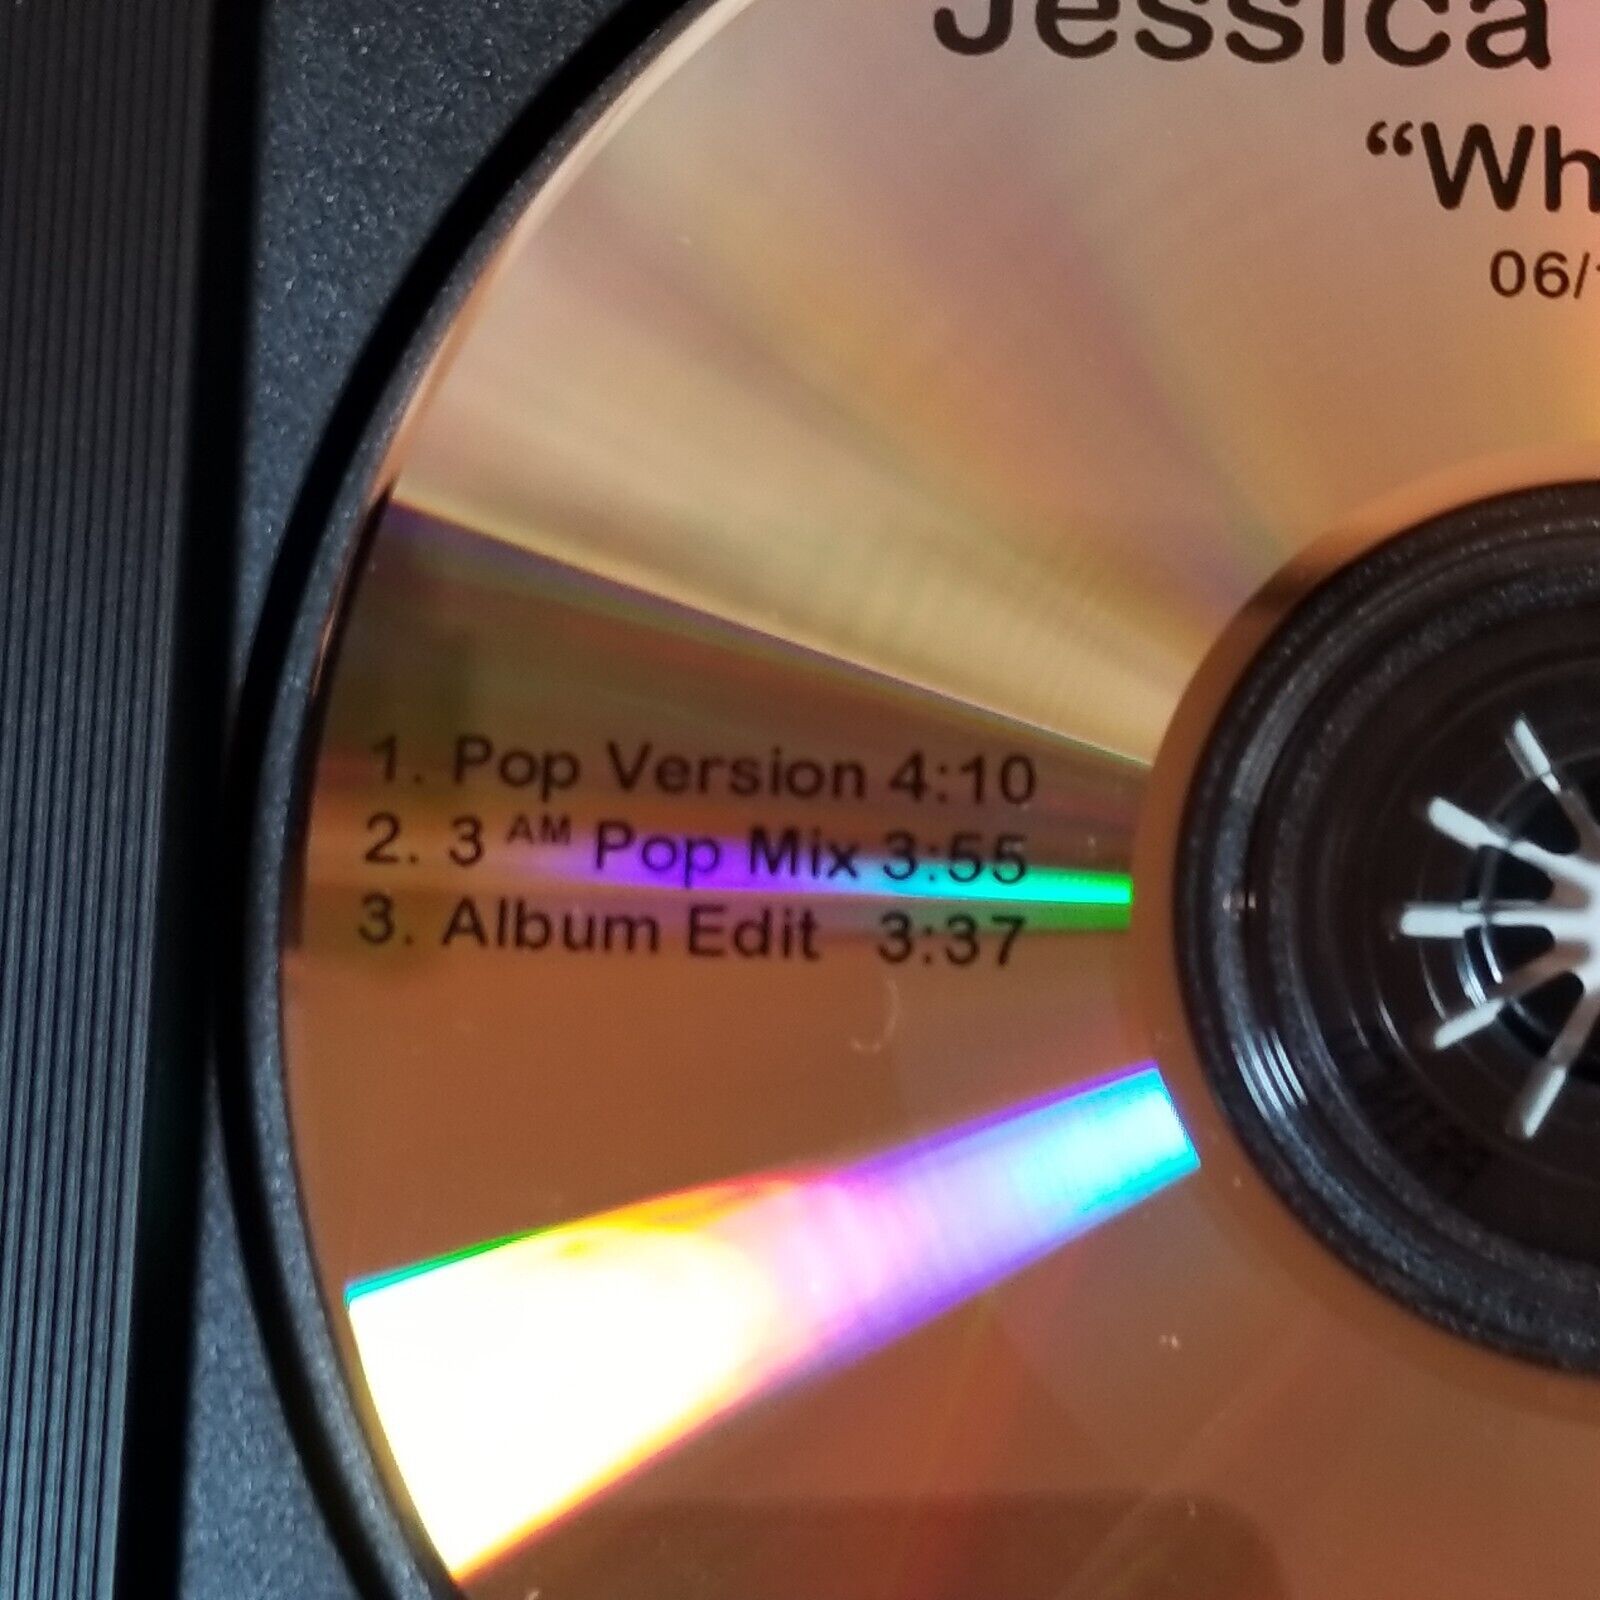 Jessica
“Wh
06/
1. Pop Version 4:10
2. 3 AM Pop Mix 3:55
3. Album Edit 3:37